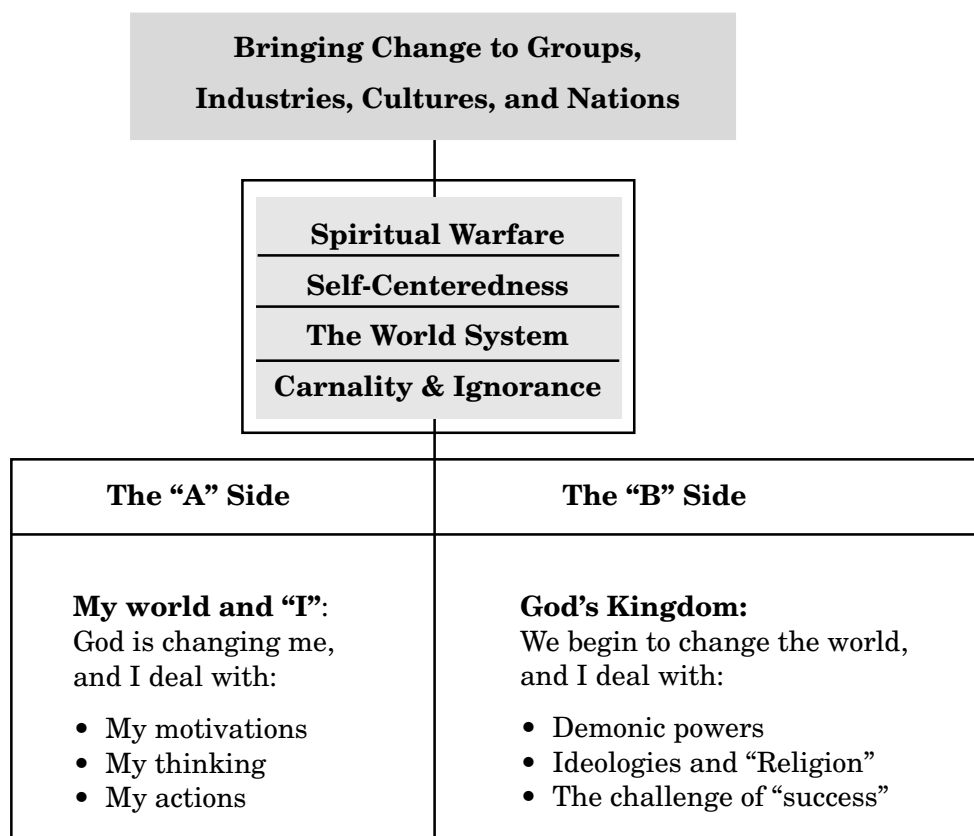 Bringing Change to Groups,
Industries, Cultures, and Nations
Spiritual Warfare
Self-Centeredness
The World System
Carnality & Ignorance
The “A” Side
The “B” Side
My world and “I”:
God is changing me,
and I deal with:
• My motivations
• My thinking
• My actions
God’s Kingdom:
We begin to change the world,
and I deal with:
• Demonic powers
• Ideologies and “Religion”
• The challenge of “success”